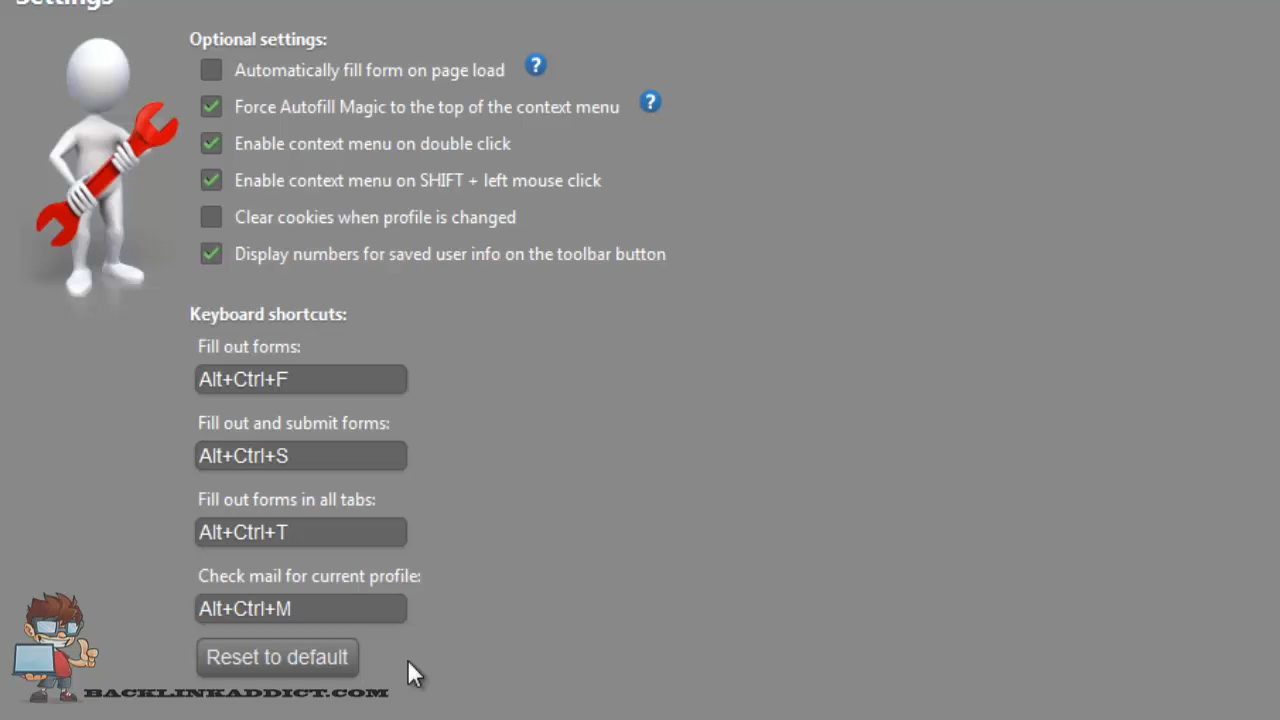 Settings
Optional settings:
Automatically fill form on page load ?
Force Autofill Magic to the top of the context menu ?
Enable context menu on double click
Enable context menu on SHIFT + left mouse click
Clear cookies when profile is changed
Display numbers for saved user info on the toolbar button
Keyboard shortcuts:
Fill out forms:
Alt+Ctrl+F
Fill out and submit forms:
Alt+Ctrl+S
Fill out forms in all tabs:
Alt+Ctrl+T
Check mail for current profile:
Alt+Ctrl+M
Reset to default
BACKLINKADDICT.COM